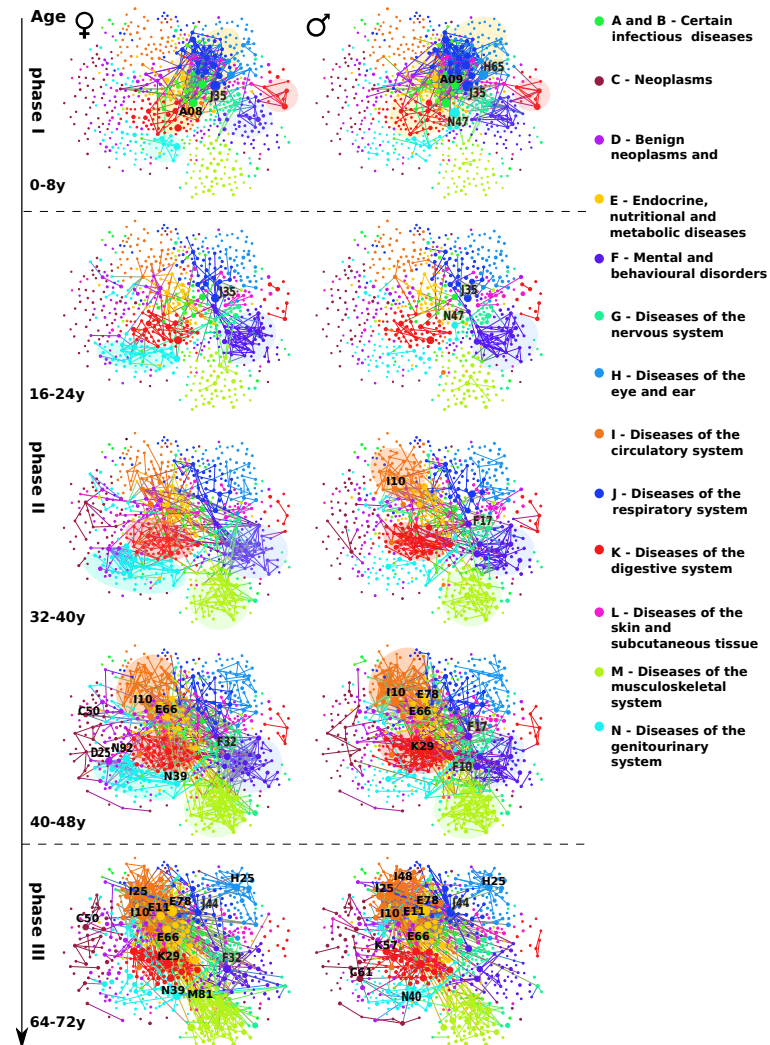 Age
♀
♂
phase I
H65
A09
J35
J35
A08
N47
0-8y
J35
J35
N47
16-24y
phase II
I10
F17
32-40y
I10
E66
C50
F32
D25
N92
N39
I10
E78
E66
F17
K29
F10
40-48y
phase III
H25
I25
E78
J44
I10
E11
C50
E66
K29
F32
N39
M81
I48
H25
I25
E78
J44
I10
E11
E66
K57
C61
N40
64-72y
A and B - Certain
infectious diseases
C - Neoplasms
D - Benign
neoplasms and
E - Endocrine,
nutritional and
metabolic diseases
F - Mental and
behavioural disorders
G - Diseases of the
nervous system
H - Diseases of the
eye and ear
I - Diseases of the
circulatory system
J - Diseases of the
respiratory system
K - Diseases of the
digestive system
L - Diseases of the
skin and
subcutaneous tissue
M - Diseases of the
musculoskeletal
system
N - Diseases of the
genitourinary
system